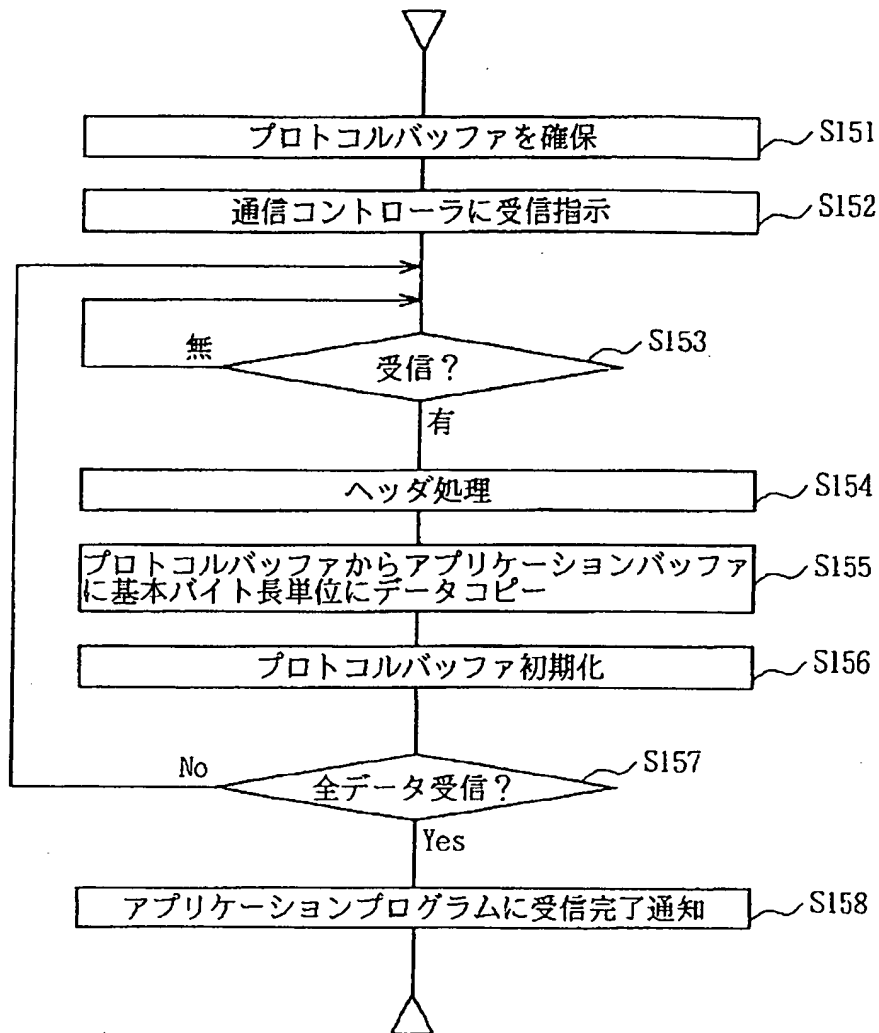 プロトコルバッファを確保
S151
通信コントローラに受信指示
S152
無
受信?
S153
有
ヘッダ処理
S154
プロトコルバッファからアプリケーションバッファ
に基本バイト長単位にデータコピー
S155
プロトコルバッファ初期化
S156
No
全データ受信?
S157
Yes
アプリケーションプログラムに受信完了通知
S158